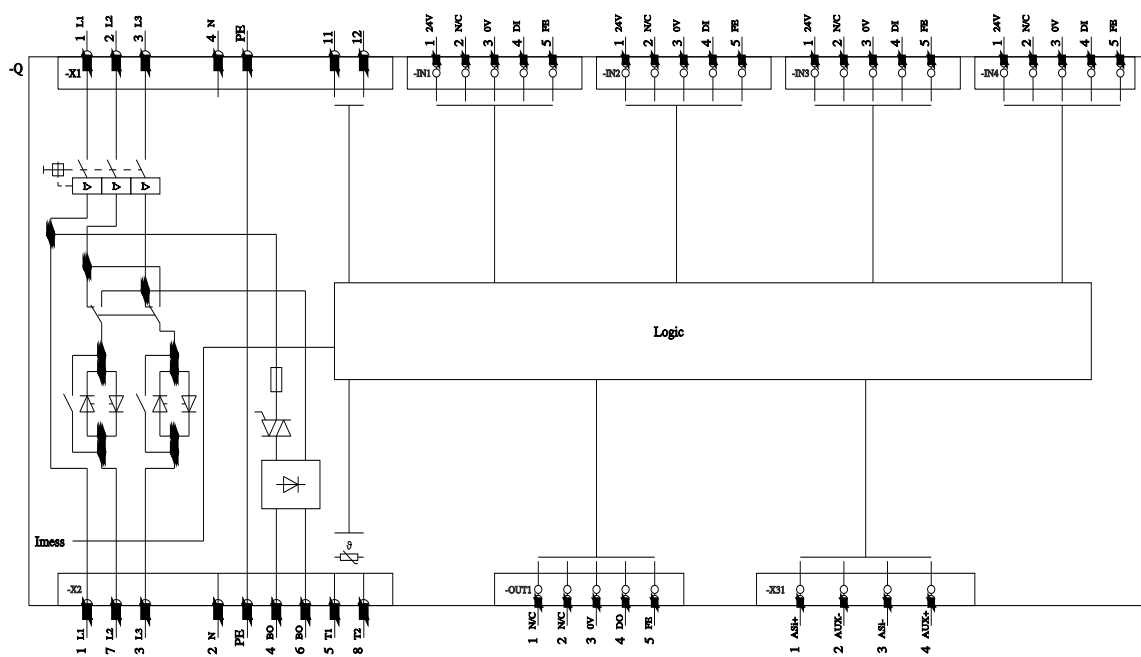 1 L1
2 L2
3 L3
4 N
PE
11
12
1 24V
2 N/C
3 0V
4 DI
5 FE
1 24V
2 N/C
3 0V
4 DI
5 FE
1 24V
2 N/C
3 0V
4 DI
5 FE
1 24V
2 N/C
3 0V
4 DI
5 FE
-Q
-X1
-IN1
-IN2
-IN3
-IN4
Logic
Imess
ϑ
-X2
-OUT1
-X31
1 L1
7 L2
3 L3
2 N
PE
4 BO
6 BO
5 T1
8 T2
1 N/C
2 N/C
3 0V
4 DO
5 FE
1 ASi+
2 AUX-
3 ASi-
4 AUX+